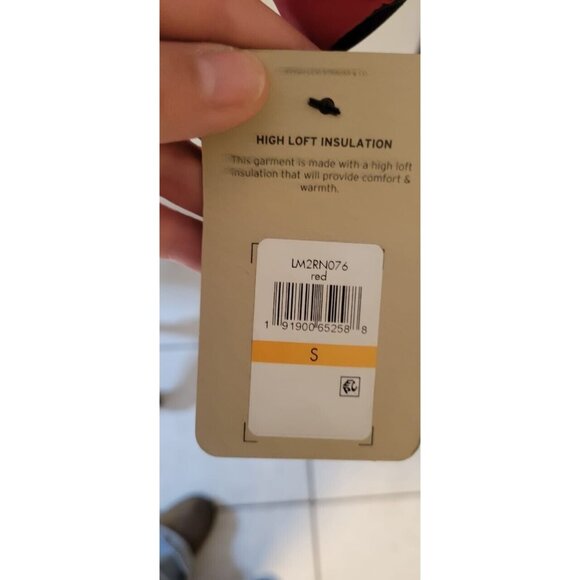 HIGH LOFT INSULATION
This garment is made with a high loft
insulation that will provide comfort &
warmth.
LM2RN076
red
1 91900 65258 8
S